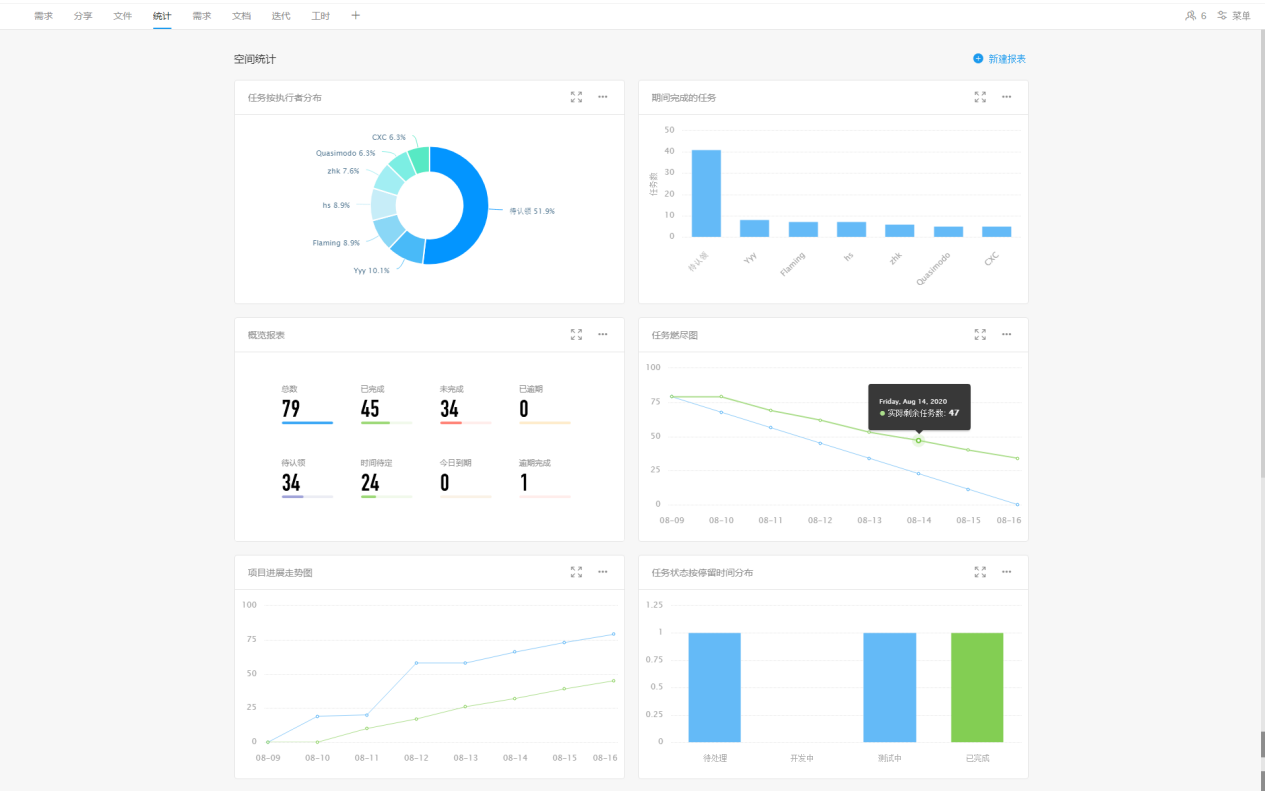 需求 分享 文件 统计 需求 文档 迭代 工时 + 6 菜单
空间统计 新建报表
任务按执行者分布
CXC 6.3%
Quasimodo 6.3%
zhk 7.6%
hs 8.9%
待认领 51.9%
Flaming 8.9%
Yyy 10.1%
期间完成的任务
任务数
50
40
30
20
10
0
待认领 Yyy Flaming hs zhk Quasimodo CXC
概览报表
总数 已完成 未完成 已逾期
79 45 34 0
待认领 时间待定 今日到期 逾期完成
34 24 0 1
任务燃尽图
100
75
50
25
0
Friday, Aug 14, 2020
实际剩余任务数: 47
08-09 08-10 08-11 08-12 08-13 08-14 08-15 08-16
项目进展走势图
100
75
50
25
0
08-09 08-10 08-11 08-12 08-13 08-14 08-15 08-16
任务状态按停留时间分布
1.25
1
0.75
0.5
0.25
0
待处理 开发中 测试中 已完成